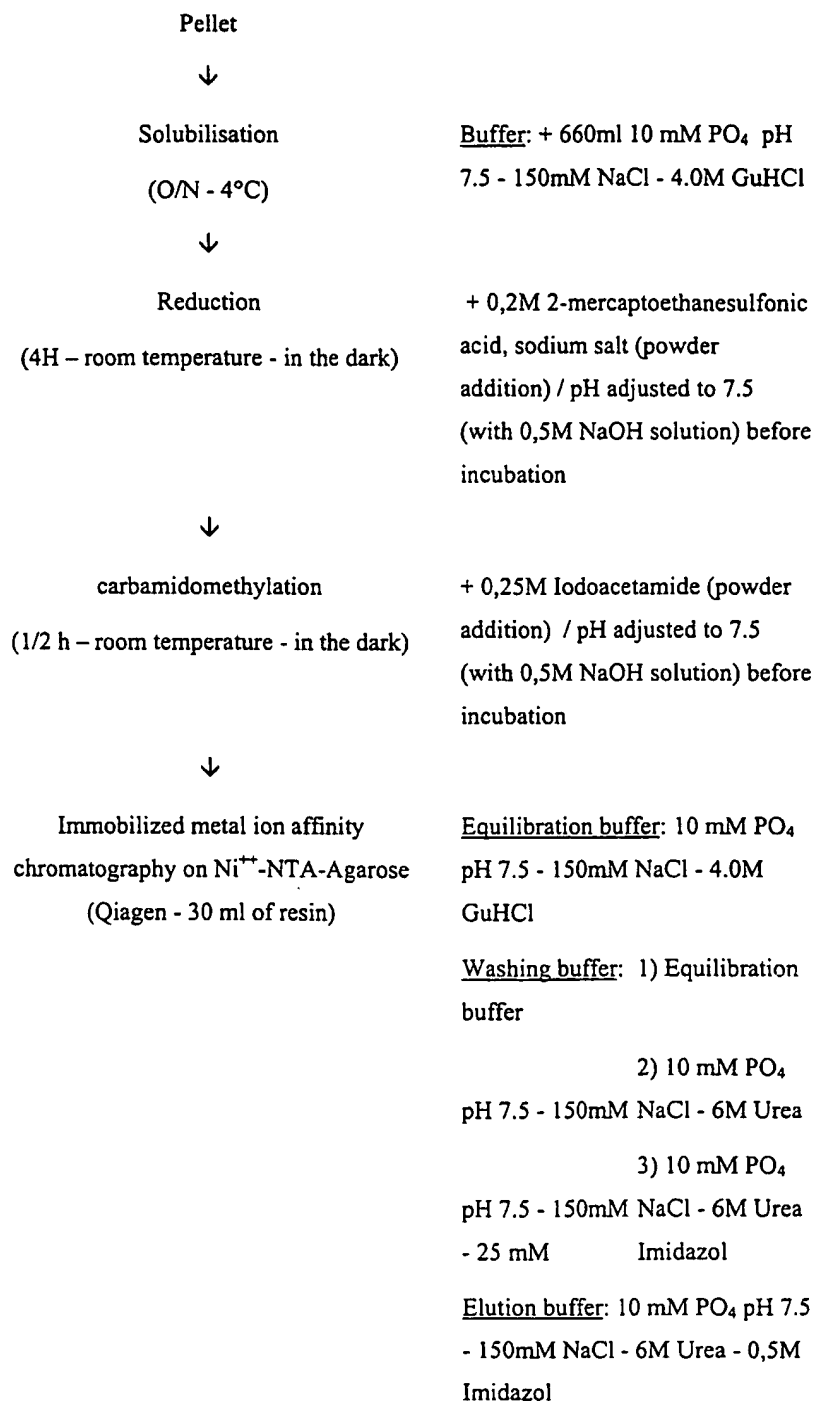 Pellet
↓
Solubilisation
(O/N - 4°C)
Buffer: + 660ml 10 mM PO₄ pH
7.5 - 150mM NaCl - 4.0M GuHCl
↓
Reduction
(4H – room temperature - in the dark)
+ 0,2M 2-mercaptoethanesulfonic
acid, sodium salt (powder
addition) / pH adjusted to 7.5
(with 0,5M NaOH solution) before
incubation
↓
carbamidomethylation
(1/2 h – room temperature - in the dark)
+ 0,25M Iodoacetamide (powder
addition) / pH adjusted to 7.5
(with 0,5M NaOH solution) before
incubation
↓
Immobilized metal ion affinity
chromatography on Ni⁺⁺-NTA-Agarose
(Qiagen - 30 ml of resin)
Equilibration buffer: 10 mM PO₄
pH 7.5 - 150mM NaCl - 4.0M
GuHCl
Washing buffer: 1) Equilibration
buffer
2) 10 mM PO₄
pH 7.5 - 150mM NaCl - 6M Urea
3) 10 mM PO₄
pH 7.5 - 150mM NaCl - 6M Urea
- 25 mM Imidazol
Elution buffer: 10 mM PO₄ pH 7.5
- 150mM NaCl - 6M Urea - 0,5M
Imidazol